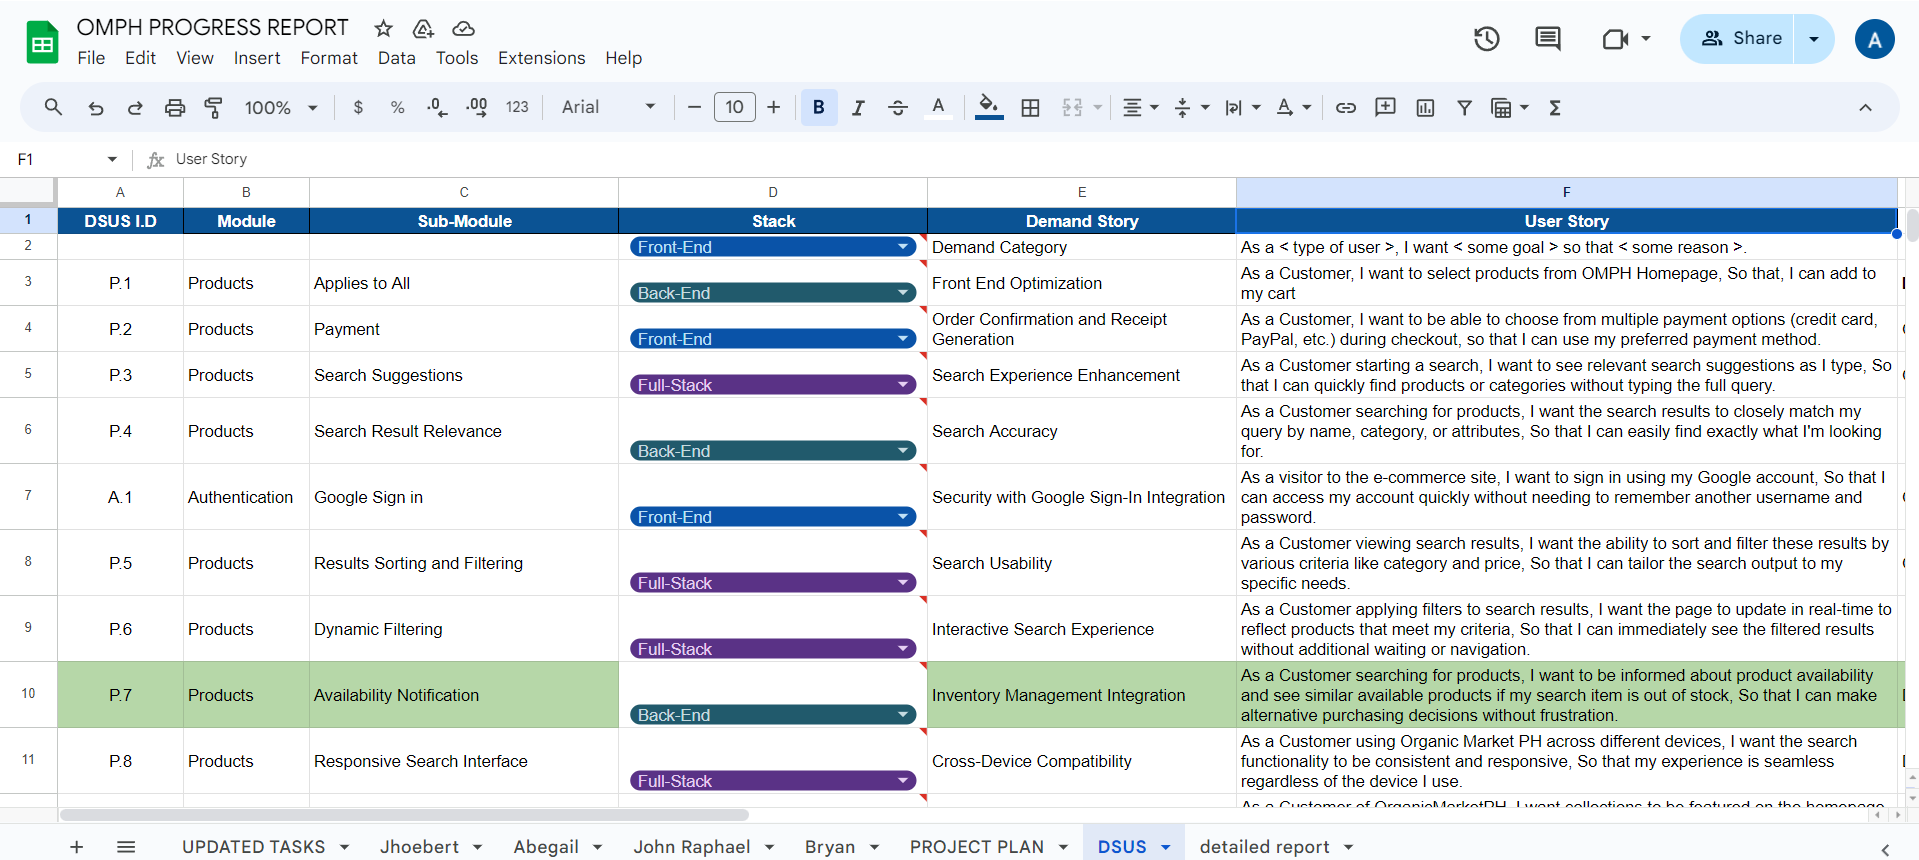 OMPH PROGRESS REPORT
File Edit View Insert Format Data Tools Extensions Help
Share
A
100% $ % .0 .00 123 Arial 10 B I A
F1 User Story
A B C D E F
1 DSUS I.D Module Sub-Module Stack Demand Story User Story
2 Front-End Demand Category As a < type of user >, I want < some goal > so that < some reason >.
3 P.1 Products Applies to All Back-End Front End Optimization As a Customer, I want to select products from OMPH Homepage, So that, I can add to
my cart
4 P.2 Products Payment Front-End Order Confirmation and Receipt
Generation
As a Customer, I want to be able to choose from multiple payment options (credit card,
PayPal, etc.) during checkout, so that I can use my preferred payment method.
5 P.3 Products Search Suggestions Full-Stack Search Experience Enhancement As a Customer starting a search, I want to see relevant search suggestions as I type, So
that I can quickly find products or categories without typing the full query.
6 P.4 Products Search Result Relevance Back-End Search Accuracy As a Customer searching for products, I want the search results to closely match my
query by name, category, or attributes, So that I can easily find exactly what I'm looking
for.
7 A.1 Authentication Google Sign in Front-End Security with Google Sign-In Integration As a visitor to the e-commerce site, I want to sign in using my Google account, So that I
can access my account quickly without needing to remember another username and
password.
8 P.5 Products Results Sorting and Filtering Full-Stack Search Usability As a Customer viewing search results, I want the ability to sort and filter these results by
various criteria like category and price, So that I can tailor the search output to my
specific needs.
9 P.6 Products Dynamic Filtering Full-Stack Interactive Search Experience As a Customer applying filters to search results, I want the page to update in real-time to
reflect products that meet my criteria, So that I can immediately see the filtered results
without additional waiting or navigation.
10 P.7 Products Availability Notification Back-End Inventory Management Integration As a Customer searching for products, I want to be informed about product availability
and see similar available products if my search item is out of stock, So that I can make
alternative purchasing decisions without frustration.
11 P.8 Products Responsive Search Interface Full-Stack Cross-Device Compatibility As a Customer using Organic Market PH across different devices, I want the search
functionality to be consistent and responsive, So that my experience is seamless
regardless of the device I use.
As a Customer of OrganicMarketPH, I want collections to be featured on the homepage
UPDATED TASKS Jhoebert Abegail John Raphael Bryan PROJECT PLAN DSUS detailed report